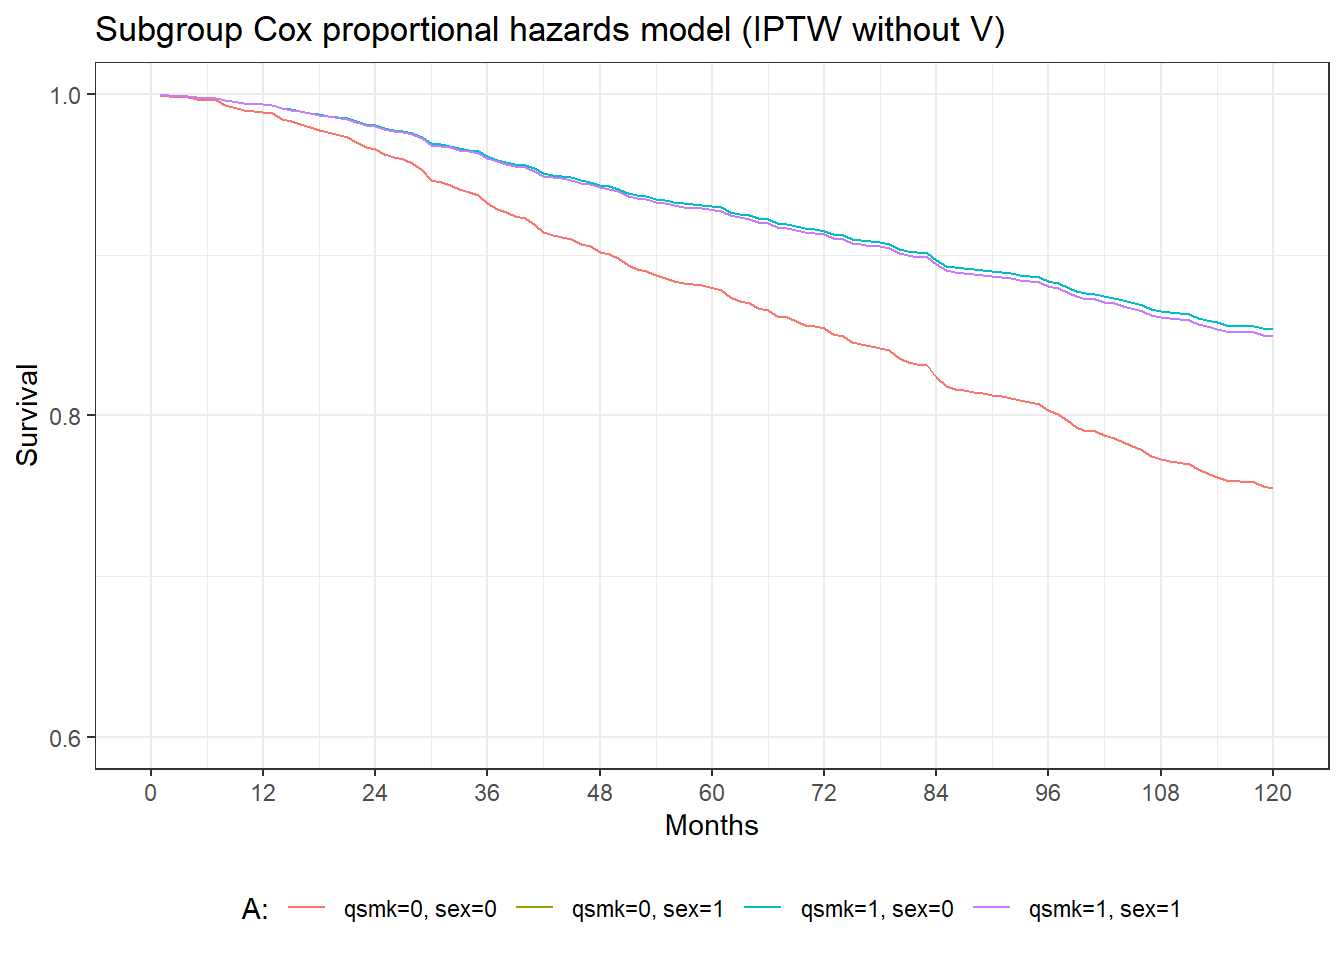 Subgroup Cox proportional hazards model (IPTW without V)
1.0
0.8
0.6
Survival
0 12 24 36 48 60 72 84 96 108 120
Months
A: qsmk=0, sex=0 qsmk=0, sex=1 qsmk=1, sex=0 qsmk=1, sex=1